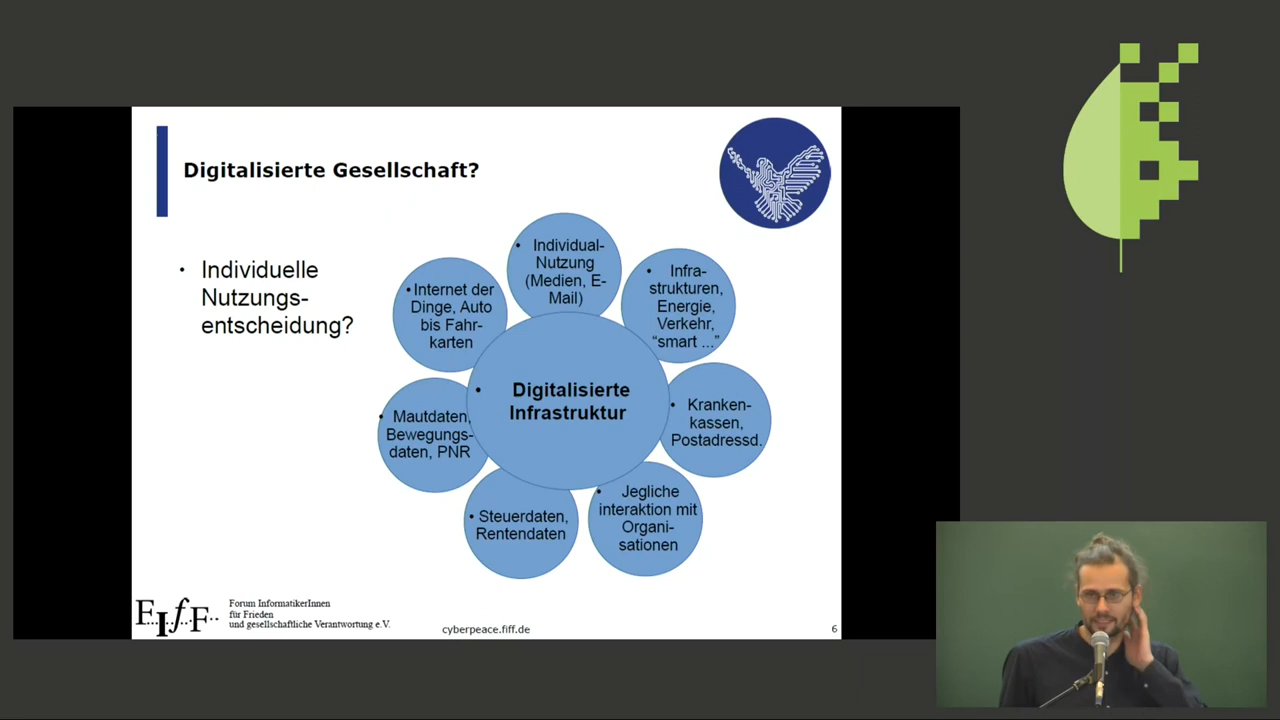 Digitalisierte Gesellschaft?
• Individuelle
Nutzungs-
entscheidung?
• Individual-
Nutzung
(Medien, E-
Mail)
• Infra-
strukturen,
Energie,
Verkehr,
“smart ...”
• Kranken-
kassen,
Postadressd.
• Jegliche
interaktion mit
Organi-
sationen
• Steuerdaten,
Rentendaten
• Mautdaten,
Bewegungs-
daten, PNR
• Internet der
Dinge, Auto
bis Fahr-
karten
• Digitalisierte
Infrastruktur
F..I..f..F..
Forum InformatikerInnen
für Frieden
und gesellschaftliche Verantwortung e.V.
cyberpeace.fiff.de
6